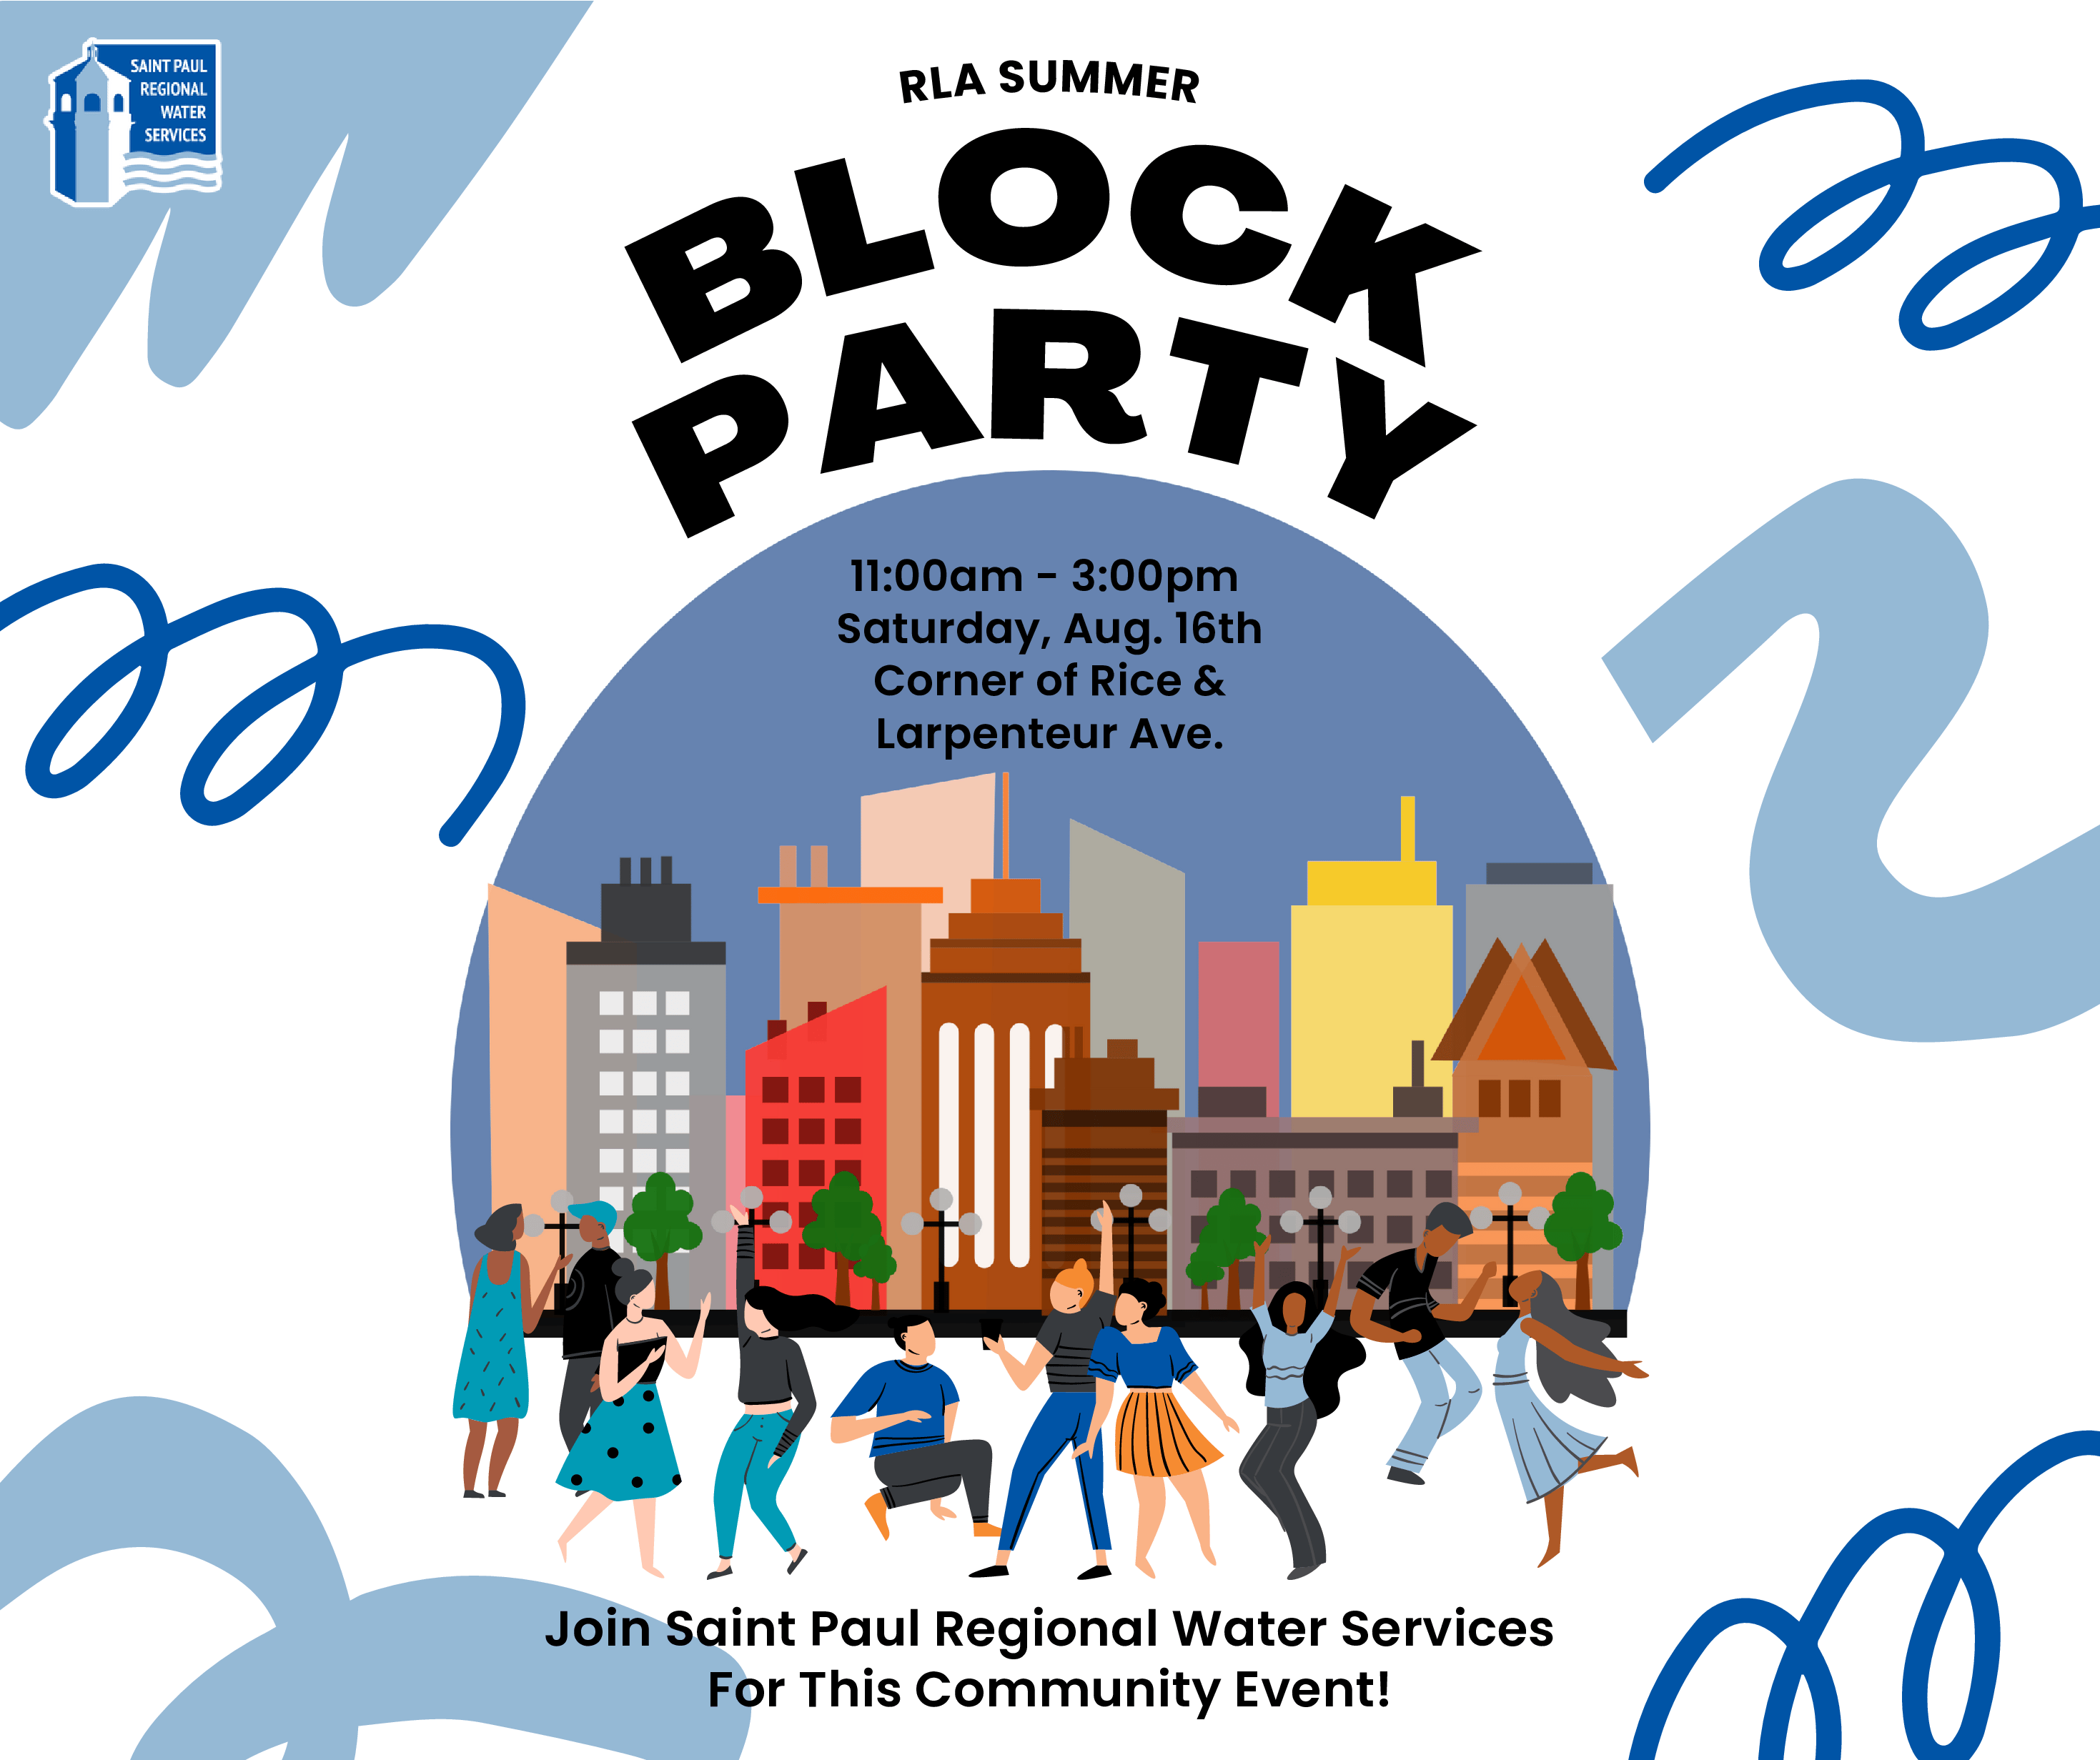 SAINT PAUL
REGIONAL
WATER
SERVICES
RLA SUMMER
BLOCK
PARTY
11:00am - 3:00pm
Saturday, Aug. 16th
Corner of Rice &
Larpenteur Ave.
Join Saint Paul Regional Water Services
For This Community Event!